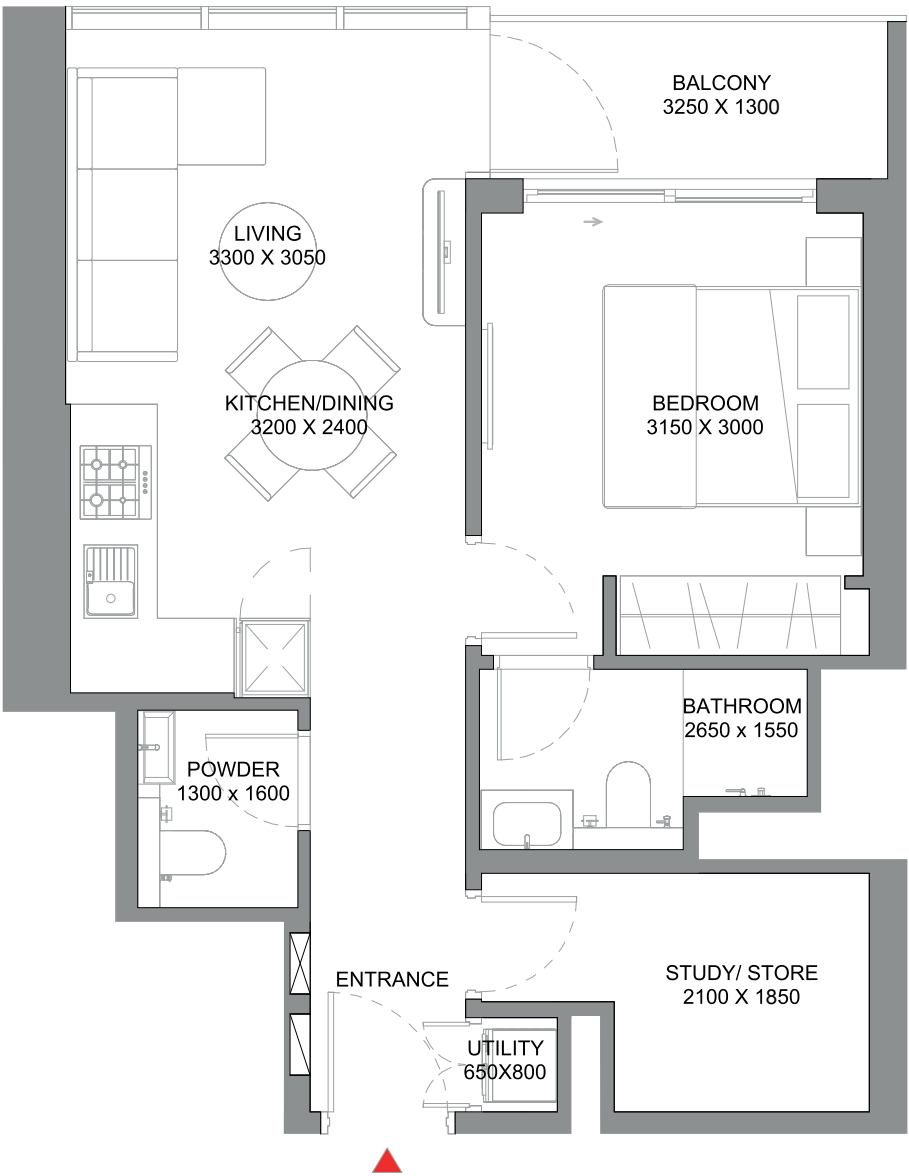 BALCONY
3250 X 1300
LIVING
3300 X 3050
KITCHEN/DINING
3200 X 2400
BEDROOM
3150 X 3000
BATHROOM
2650 x 1550
POWDER
1300 x 1600
ENTRANCE
STUDY/ STORE
2100 X 1850
UTILITY
650X800